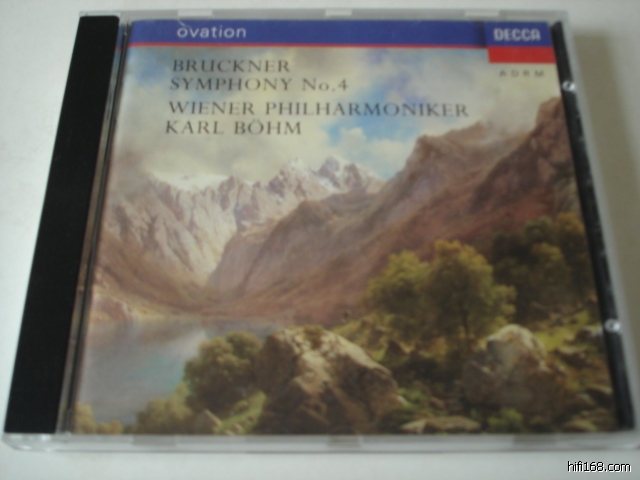 ovation
DECCA
BRUCKNER
SYMPHONY No.4
WIENER PHILHARMONIKER
KARL BÖHM
ADRM
hifi168.com